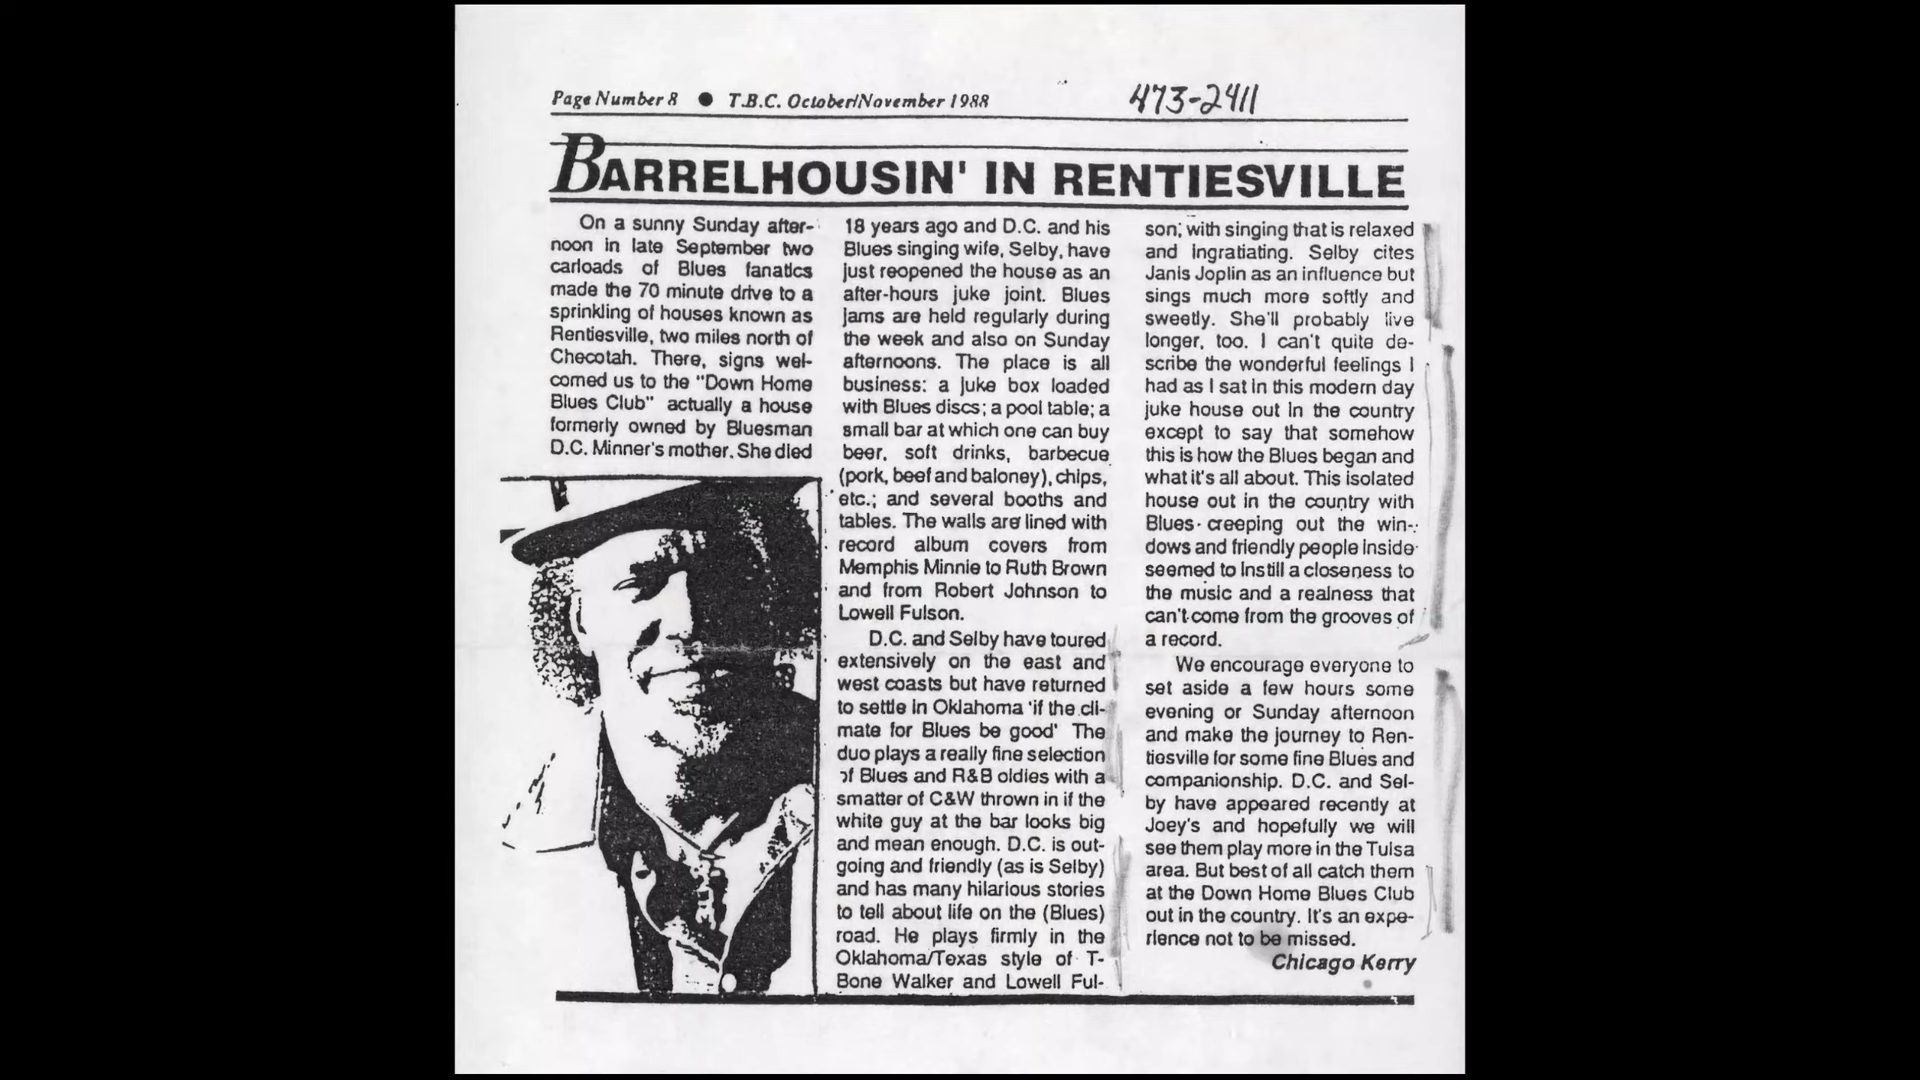 Page Number 8 ● T.B.C. October/November 1988
473-2411
BARRELHOUSIN' IN RENTIESVILLE
On a sunny Sunday after-
noon in late September two
carloads of Blues fanatics
made the 70 minute drive to a
sprinkling of houses known as
Rentiesville, two miles north of
Checotah. There, signs wel-
comed us to the "Down Home
Blues Club" actually a house
formerly owned by Bluesman
D.C. Minner's mother. She died
18 years ago and D.C. and his
Blues singing wife, Selby, have
just reopened the house as an
after-hours juke joint. Blues
jams are held regularly during
the week and also on Sunday
afternoons. The place is all
business: a juke box loaded
with Blues discs; a pool table; a
small bar at which one can buy
beer, soft drinks, barbecue
(pork, beef and baloney), chips,
etc.; and several booths and
tables. The walls are lined with
record album covers from
Memphis Minnie to Ruth Brown
and from Robert Johnson to
Lowell Fulson.
D.C. and Selby have toured
extensively on the east and
west coasts but have returned
to settle in Oklahoma 'if the cli-
mate for Blues be good' The
duo plays a really fine selection
of Blues and R&B oldies with a
smatter of C&W thrown in if the
white guy at the bar looks big
and mean enough. D.C. is out-
going and friendly (as is Selby)
and has many hilarious stories
to tell about life on the (Blues)
road. He plays firmly in the
Oklahoma/Texas style of T-
Bone Walker and Lowell Ful-
son; with singing that is relaxed
and ingratiating. Selby cites
Janis Joplin as an influence but
sings much more softly and
sweetly. She'll probably live
longer, too. I can't quite de-
scribe the wonderful feelings I
had as I sat in this modern day
juke house out in the country
except to say that somehow
this is how the Blues began and
what it's all about. This isolated
house out in the country with
Blues creeping out the win-
dows and friendly people inside
seemed to instill a closeness to
the music and a realness that
can't come from the grooves of
a record.
We encourage everyone to
set aside a few hours some
evening or Sunday afternoon
and make the journey to Ren-
tiesville for some fine Blues and
companionship. D.C. and Sel-
by have appeared recently at
Joey's and hopefully we will
see them play more in the Tulsa
area. But best of all catch them
at the Down Home Blues Club
out in the country. It's an expe-
rience not to be missed.
Chicago Kerry